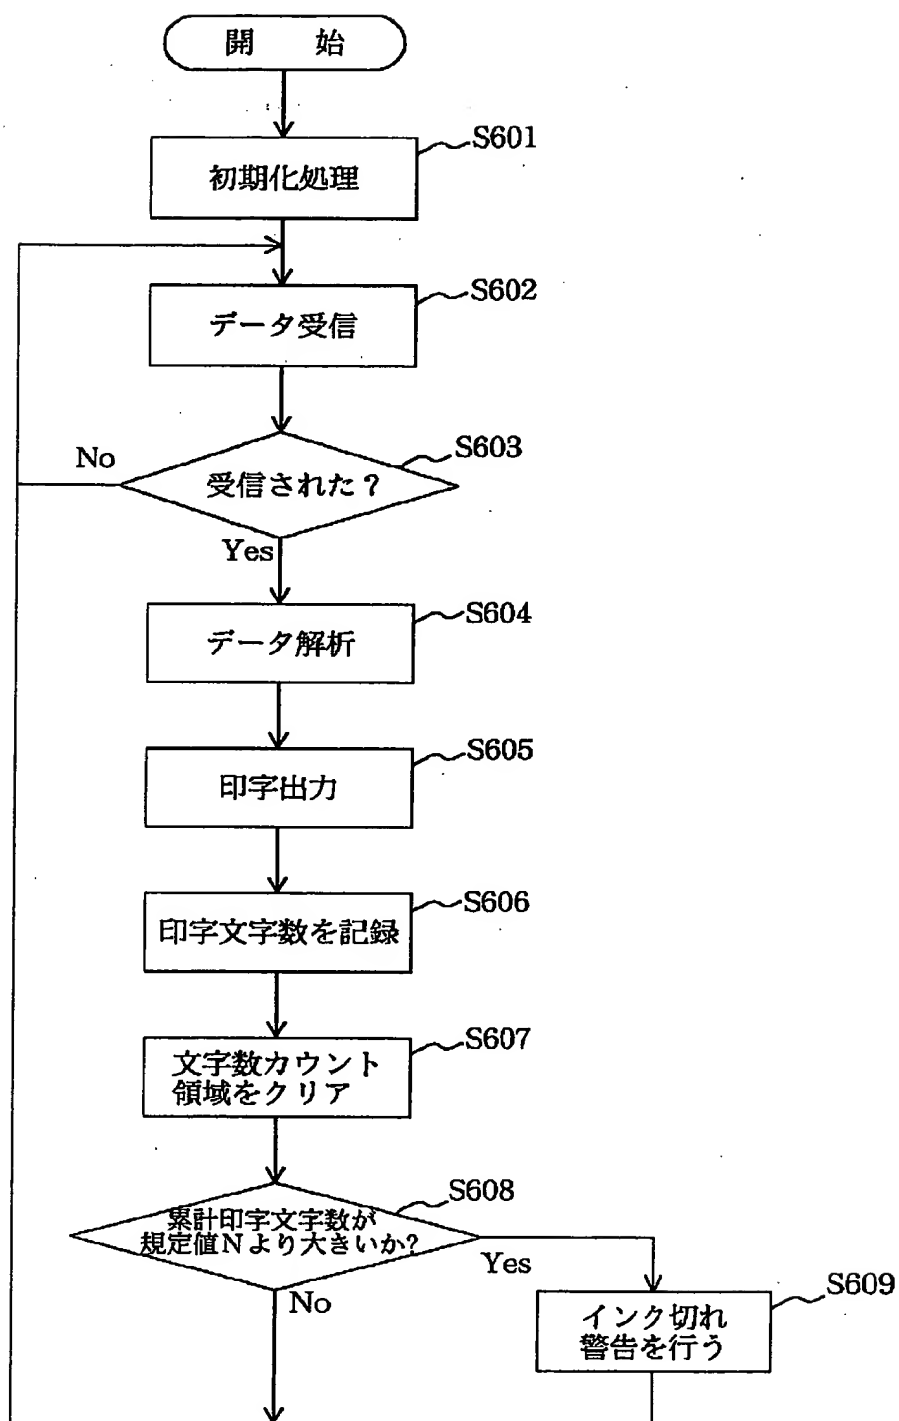 開 始
S601
初期化処理
S602
データ受信
S603
No
受信された?
Yes
S604
データ解析
S605
印字出力
S606
印字文字数を記録
S607
文字数カウント
領域をクリア
S608
累計印字文字数が
規定値Nより大きいか?
Yes
No
S609
インク切れ
警告を行う